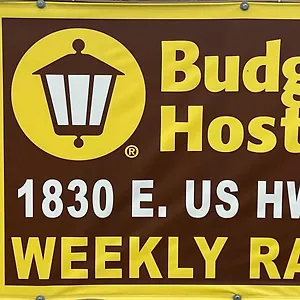 Budg
Host
®
1830 E. US HW
WEEKLY RA